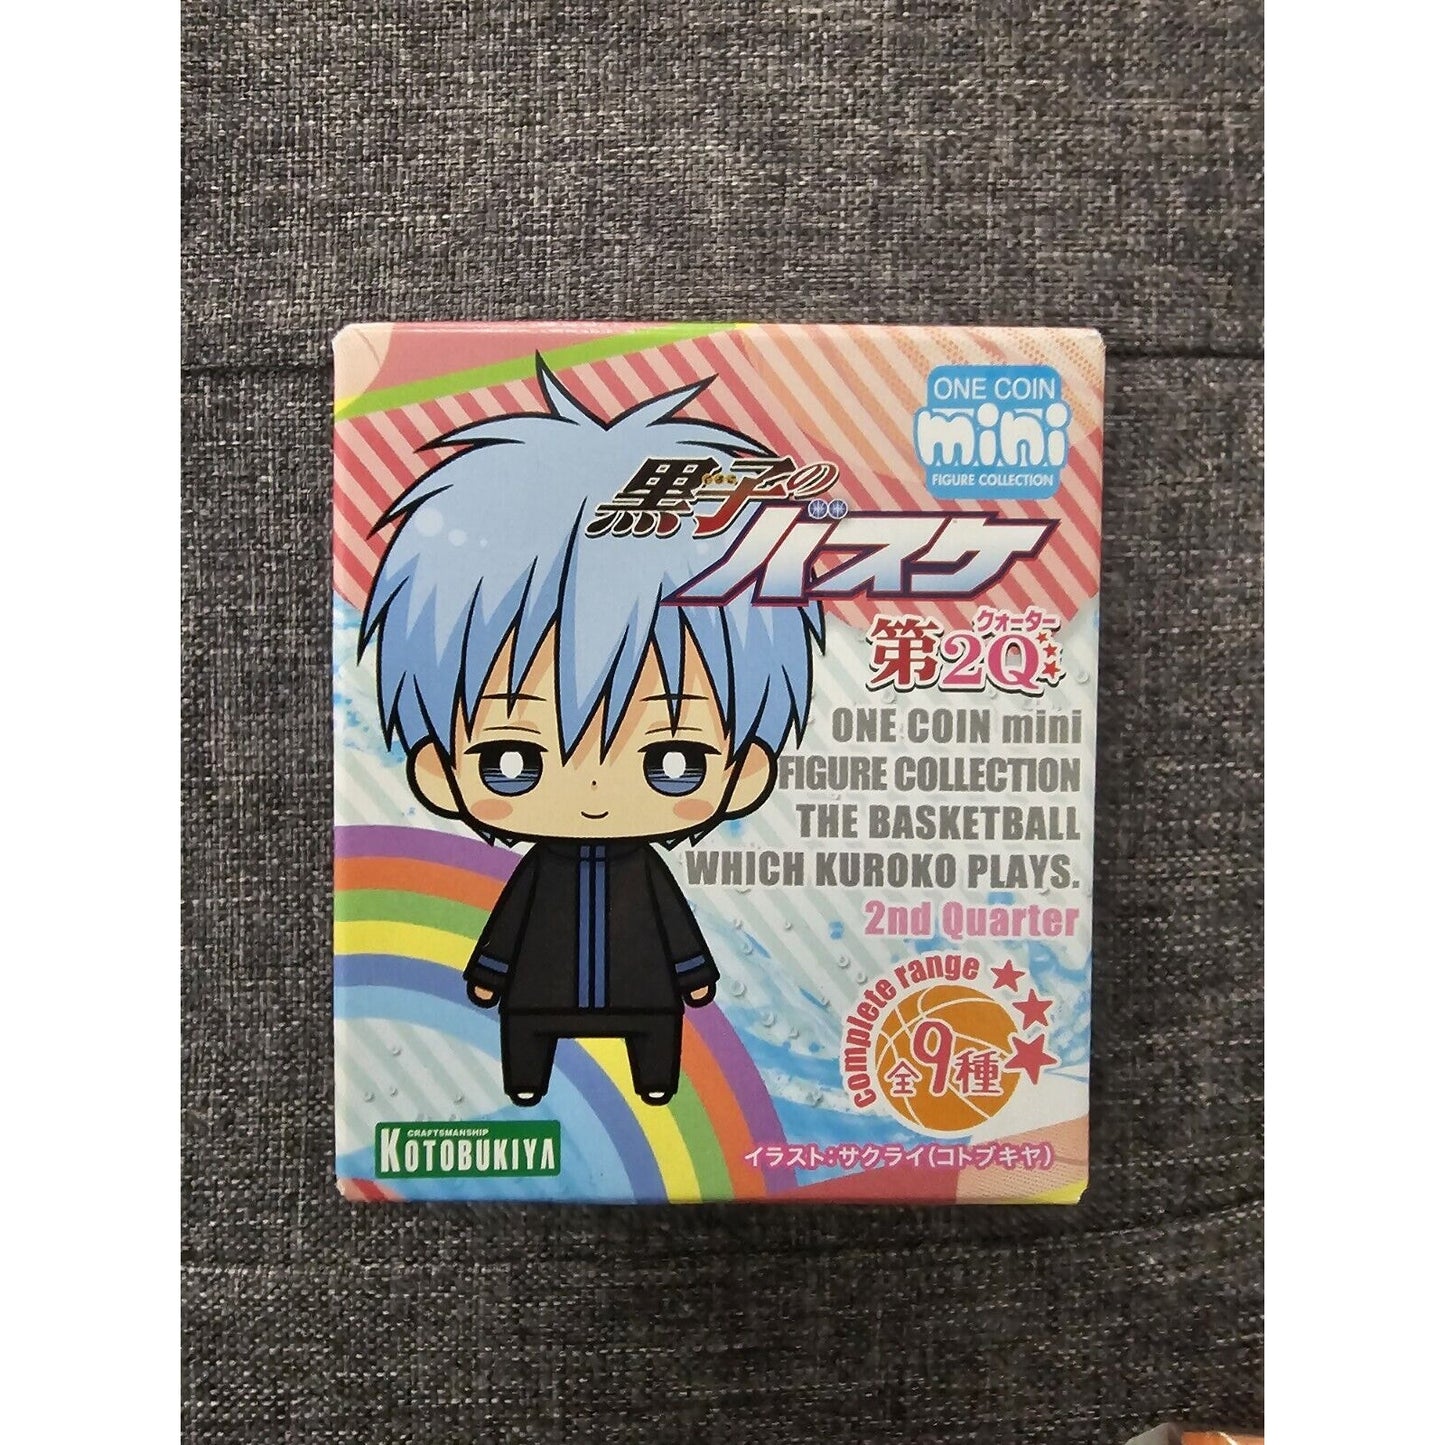 ONE COIN
mini
FIGURE COLLECTION
黒子の
バスケ
クォーター
第2Q
ONE COIN mini
FIGURE COLLECTION
THE BASKETBALL
WHICH KUROKO PLAYS.
2nd Quarter
complete range
全9種
CRAFTSMANSHIP
KOTOBUKIYA
イラスト:サクライ(コトブキヤ)